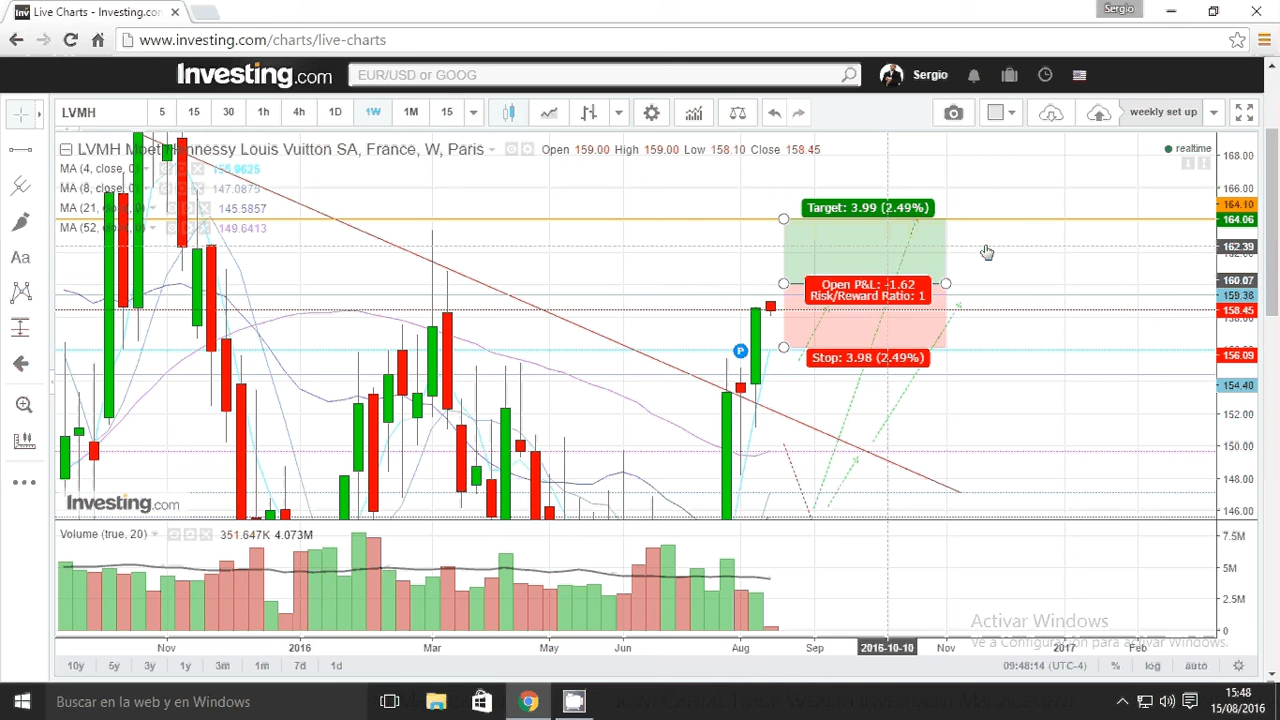 Live Charts - Investing.com
Sergio
www.investing.com/charts/live-charts
Investing.com
EUR/USD or GOOG
Sergio
LVMH
5
15
30
1h
4h
1D
1W
1M
15
weekly set up
LVMH Moet Hennessy Louis Vuitton SA, France, W, Paris
Open 159.00 High 159.00 Low 158.10 Close 158.45
realtime
MA (4, close, 0)
155.9625
MA (8, close, 0)
147.0875
MA (21, close, 0)
145.5857
MA (52, close, 0)
149.6413
Target: 3.99 (2.49%)
Open P&L: -1.62
Risk/Reward Ratio: 1
Stop: 3.98 (2.49%)
P
168.00
166.00
164.10
164.06
162.39
160.07
159.36
158.45
156.09
154.40
152.00
150.00
148.00
146.00
Investing.com
Volume (true, 20)
351.647K 4.073M
7.5M
5M
2.5M
0
Activar Windows
Ve a Configuración para activar Windows.
Nov
2016
Mar
May
Jun
Aug
Sep
2016-10-10
Nov
2017
Feb
10y
5y
3y
1y
3m
1m
7d
1d
09:48:14 (UTC-4)
%
log
auto
Buscar en la web y en Windows
15:48
15/08/2016